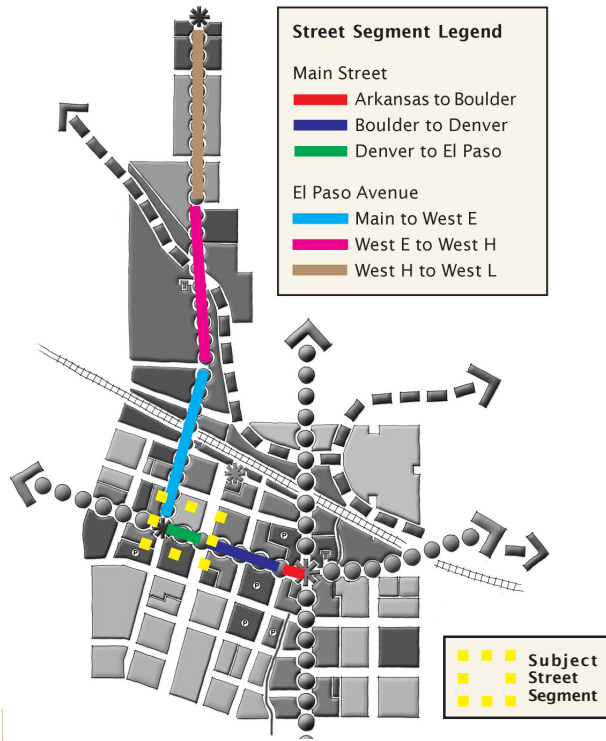 Street Segment Legend
Main Street
Arkansas to Boulder
Boulder to Denver
Denver to El Paso
El Paso Avenue
Main to West E
West E to West H
West H to West L
P
P
P
P
P
Subject
Street
Segment